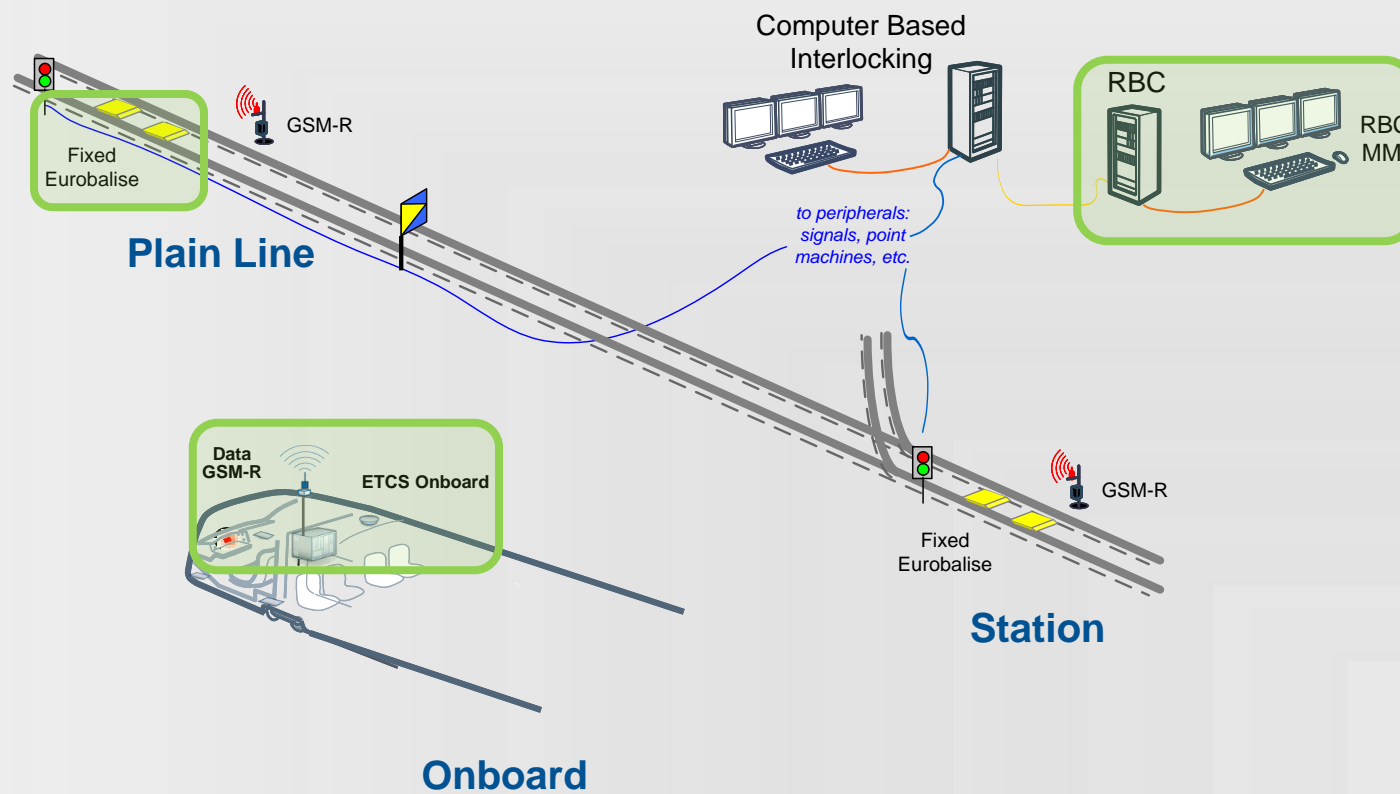 Computer Based
Interlocking
RBC
RBC
MM
GSM-R
Fixed
Eurobalise
Plain Line
to peripherals:
signals, point
machines, etc.
Data
GSM-R
ETCS Onboard
GSM-R
Fixed
Eurobalise
Station
Onboard